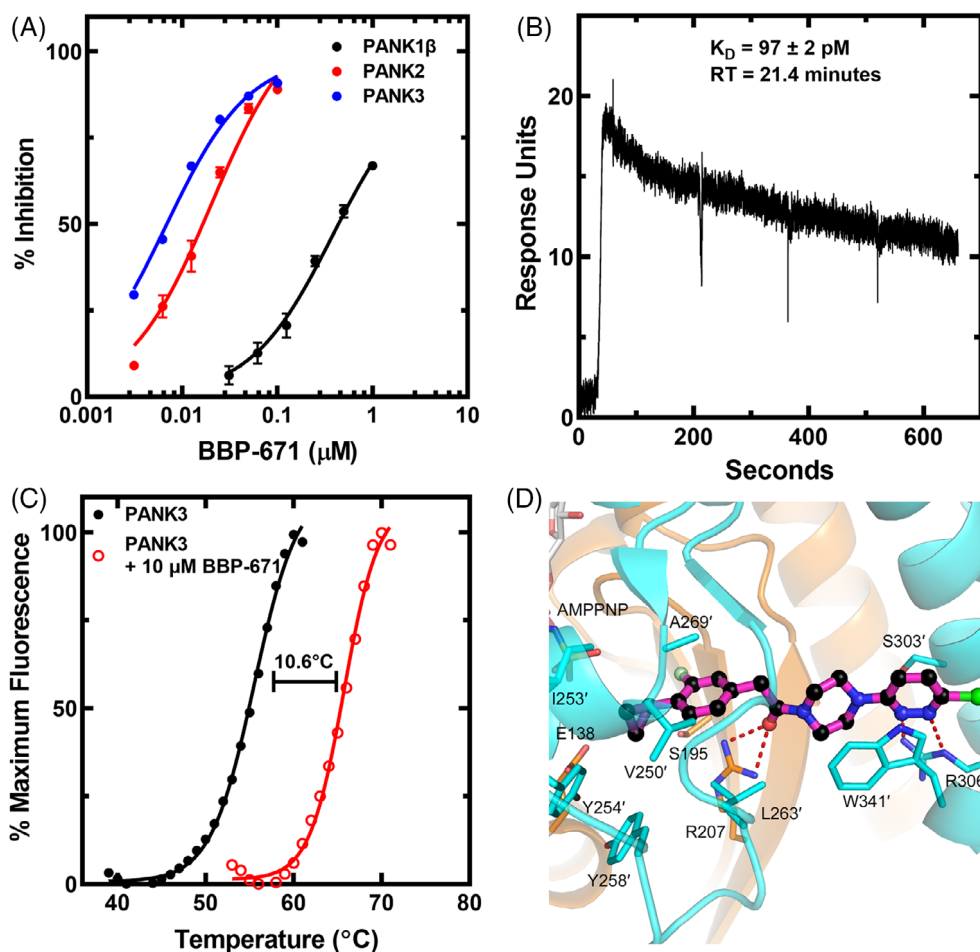 (A)
100
50
0
% Inhibition
PANK1β
PANK2
PANK3
0.001
0.01
0.1
1
10
BBP-671 (μM)
(B)
K_D = 97 ± 2 pM
RT = 21.4 minutes
20
10
0
Response Units
0
200
400
600
Seconds
(C)
PANK3
PANK3
+ 10 μM BBP-671
100
50
0
% Maximum Fluorescence
10.6°C
40
50
60
70
Temperature (°C)
(D)
AMPPNP
A269′
S303′
I253′
E138
S195
V250′
Y254′
L263′
W341′
R306
R207
Y258′